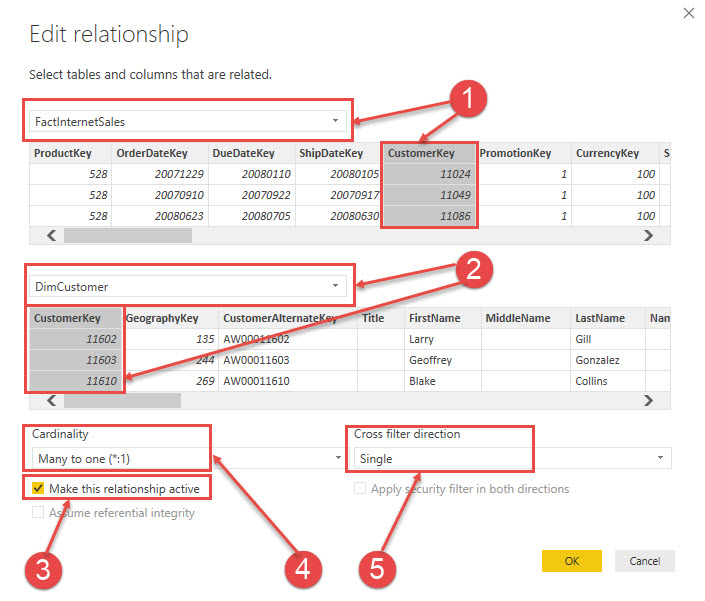 Edit relationship
Select tables and columns that are related.
1
FactInternetSales
ProductKey OrderDateKey DueDateKey ShipDateKey CustomerKey PromotionKey CurrencyKey S
528 20071229 20080110 20080105 11024 1 100
528 20070910 20070922 20070917 11049 1 100
528 20080623 20080705 20080630 11086 1 100
2
DimCustomer
CustomerKey GeographyKey CustomerAlternateKey Title FirstName MiddleName LastName Nam
11602 135 AW00011602 Larry Gill
11603 244 AW00011603 Geoffrey Gonzalez
11610 269 AW00011610 Blake Collins
Cardinality Cross filter direction
Many to one (*:1) Single
Make this relationship active Apply security filter in both directions
Assume referential integrity
3 4 5
OK Cancel